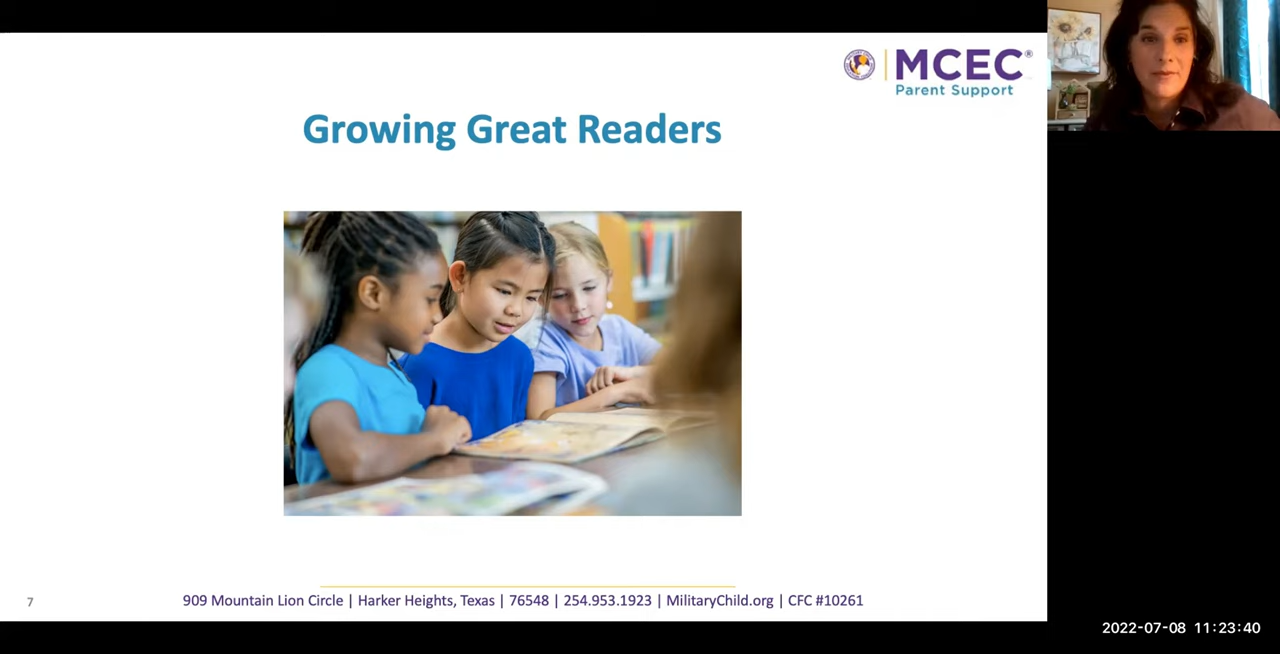 MCEC®
Parent Support
Growing Great Readers
7
909 Mountain Lion Circle | Harker Heights, Texas | 76548 | 254.953.1923 | MilitaryChild.org | CFC #10261
2022-07-08 11:23:40